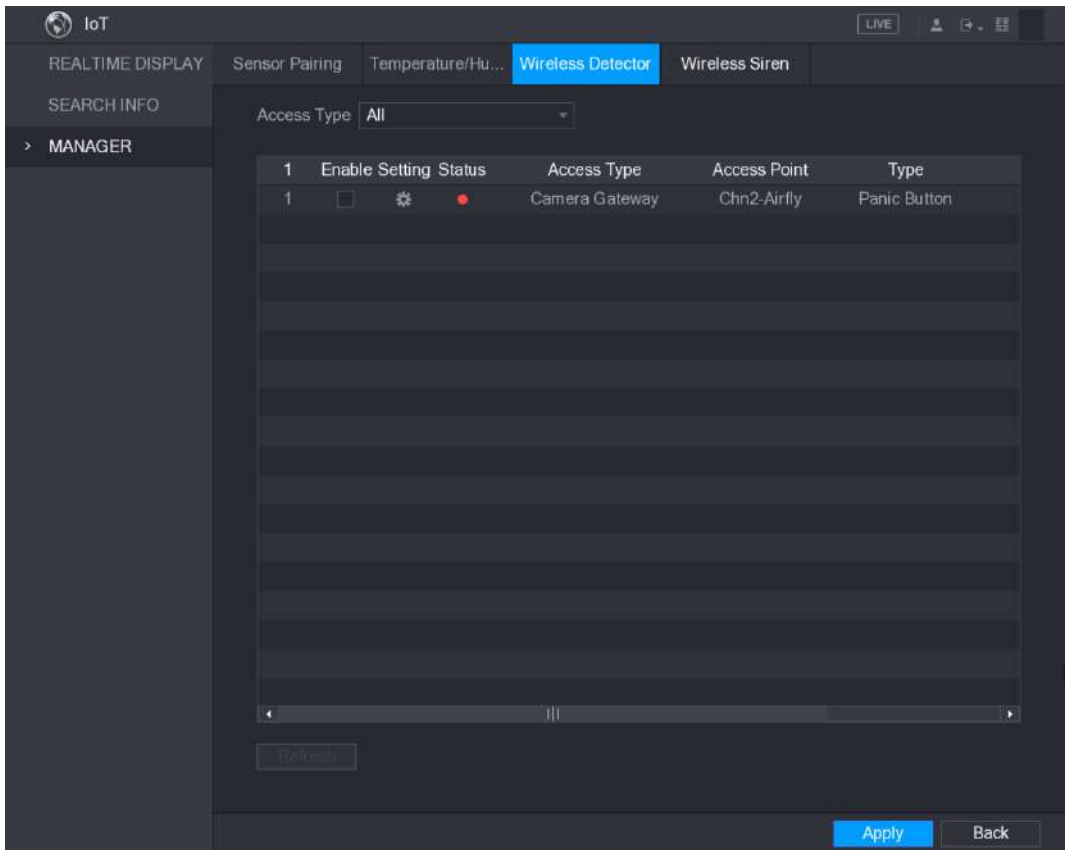 IoT LIVE
REALTIME DISPLAY Sensor Pairing Temperature/Hu... Wireless Detector Wireless Siren
SEARCH INFO
Access Type All
> MANAGER
1 Enable Setting Status Access Type Access Point Type
1 Camera Gateway Chn2-Airfly Panic Button
Refresh
Apply Back